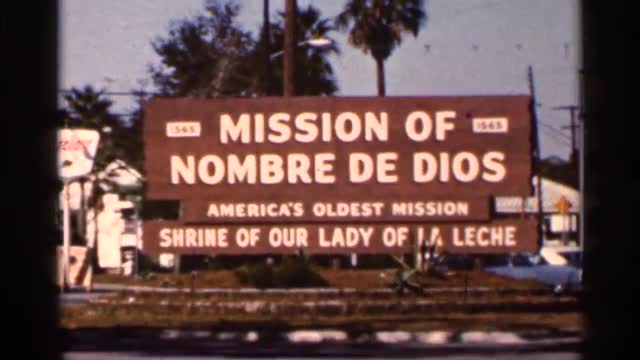 1565 MISSION OF 1565
NOMBRE DE DIOS
AMERICA'S OLDEST MISSION
SHRINE OF OUR LADY OF LA LECHE